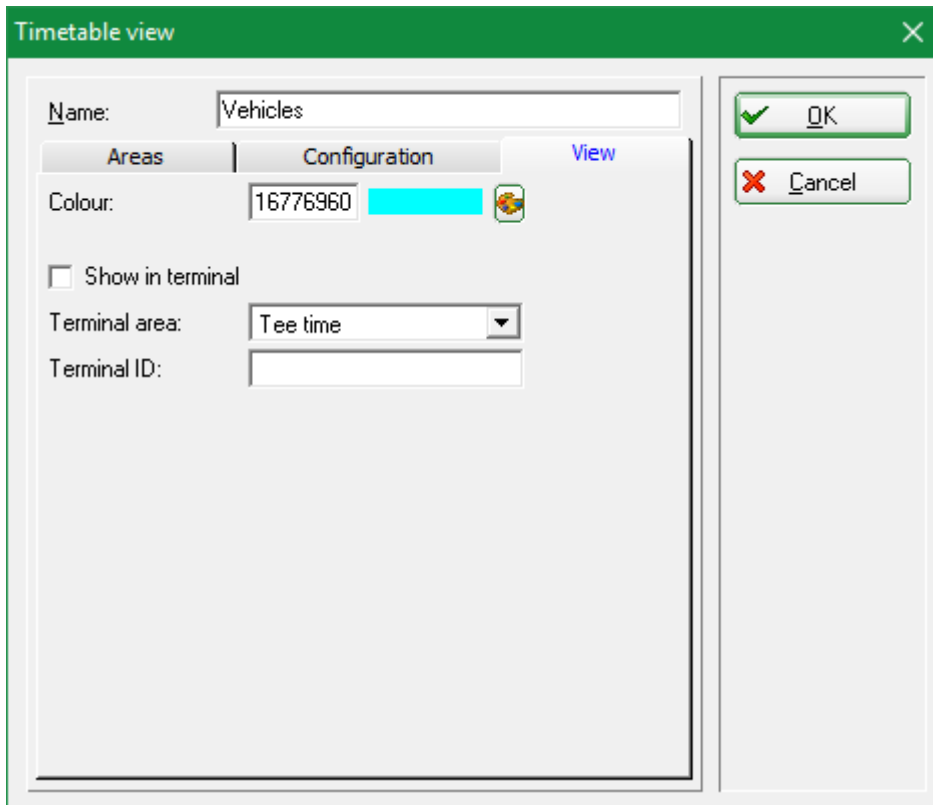 Timetable view
Name: Vehicles
OK
Areas Configuration View
Cancel
Colour: 16776960
Show in terminal
Terminal area: Tee time
Terminal ID: